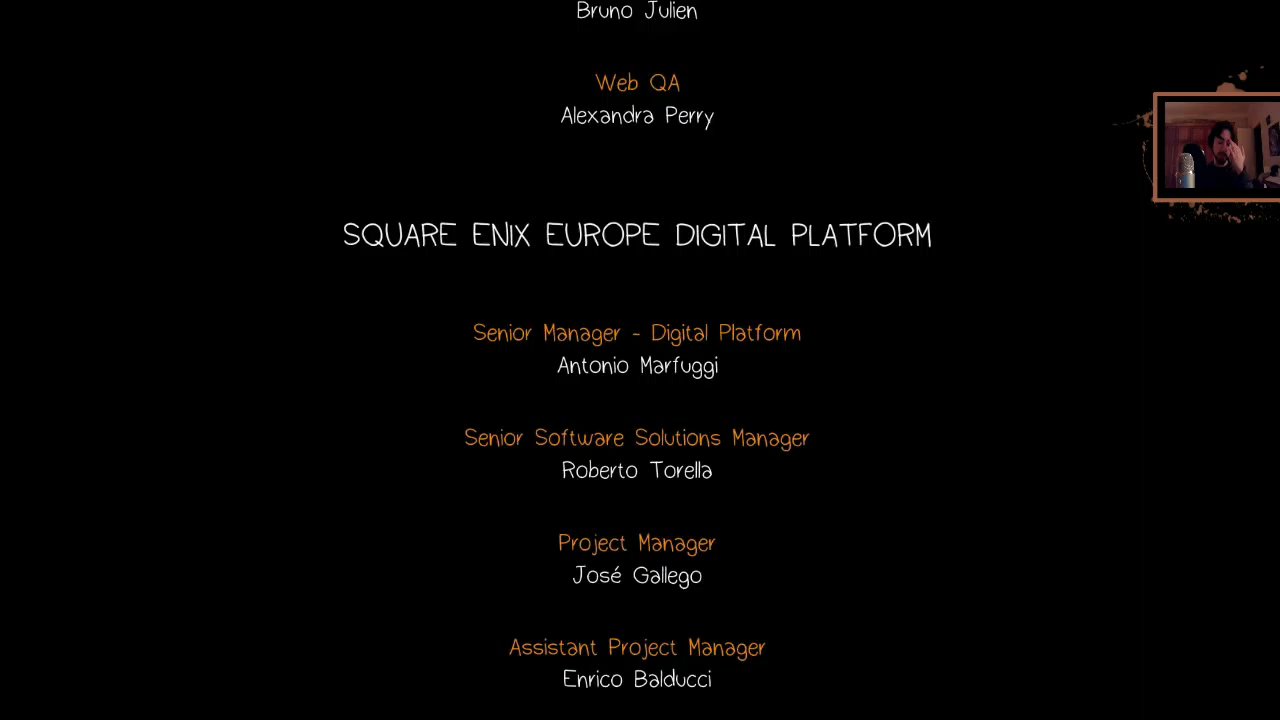 Bruno Julien
Web QA
Alexandra Perry
SQUARE ENIX EUROPE DIGITAL PLATFORM
Senior Manager - Digital Platform
Antonio Marfuggi
Senior Software Solutions Manager
Roberto Torella
Project Manager
José Gallego
Assistant Project Manager
Enrico Balducci